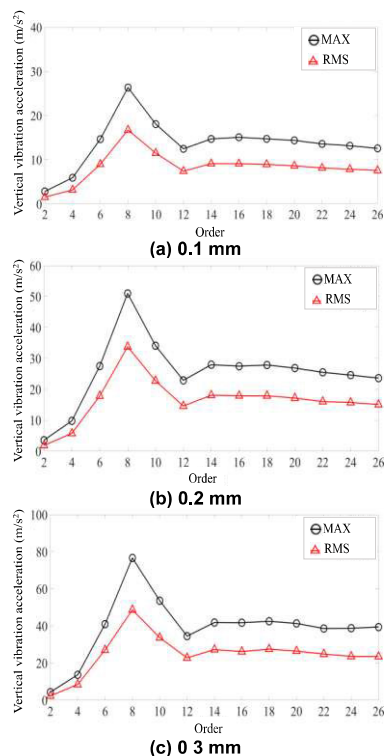 Vertical vibration acceleration (m/s²)
40
30
20
10
0
MAX
RMS
2 4 6 8 10 12 14 16 18 20 22 24 26
Order
(a) 0.1 mm
Vertical vibration acceleration (m/s²)
60
50
40
30
20
10
0
MAX
RMS
2 4 6 8 10 12 14 16 18 20 22 24 26
Order
(b) 0.2 mm
Vertical vibration acceleration (m/s²)
100
80
60
40
20
0
MAX
RMS
2 4 6 8 10 12 14 16 18 20 22 24 26
Order
(c) 0 3 mm